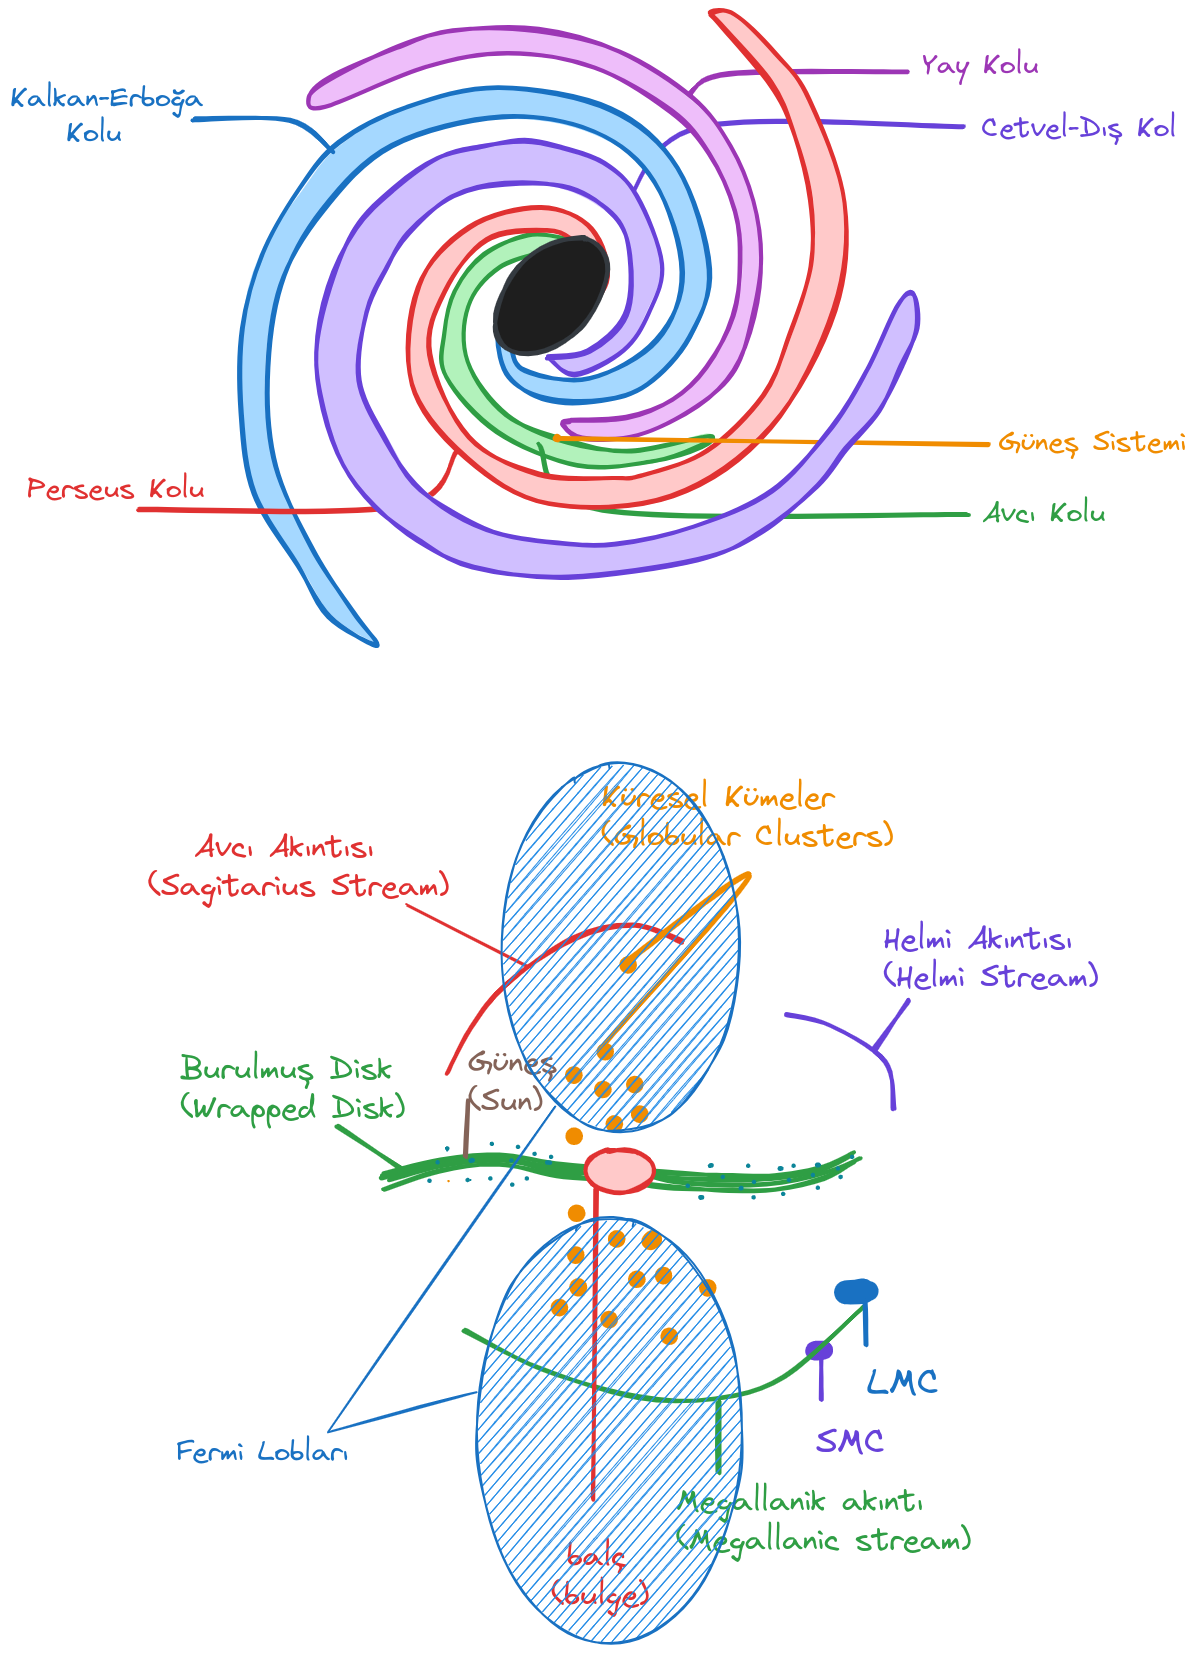 Yay Kolu
Kalkan-Erboğa
Kolu
Cetvel-Dış Kol
Güneş Sistemi
Perseus Kolu
Avcı Kolu
Küresel Kümeler
(Globular Clusters)
Avcı Akıntısı
(Sagitarius Stream)
Helmi Akıntısı
(Helmi Stream)
Güneş
(Sun)
Burulmuş Disk
(Wrapped Disk)
LMC
SMC
Fermi Lobları
Megallanik akıntı
(Megallanic stream)
balç
(bulge)